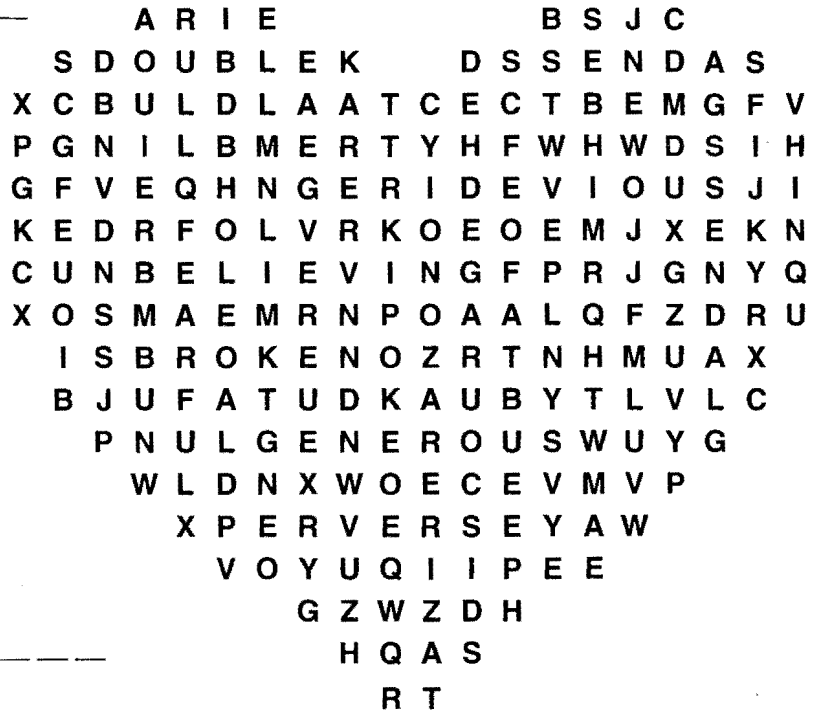 A R I E B S J C
S D O U B L E K D S S E N D A S
X C B U L D L A A T C E C T B E M G F V
P G N I L B M E R T Y H F W H W D S I H
G F V E Q H N G E R I D E V I O U S J I
K E D R F O L V R K O E O E M J X E K N
C U N B E L I E V I N G F P R J G N Y Q
X O S M A E M R N P O A A L Q F Z D R U
I S B R O K E N O Z R T N H M U A X
B J U F A T U D K A U B Y T L V L C
P N U L G E N E R O U S W U Y G
W L D N X W O E C E V M V P
X P E R V E R S E Y A W
V O Y U Q I I P E E
G Z W Z D H
H Q A S
R T